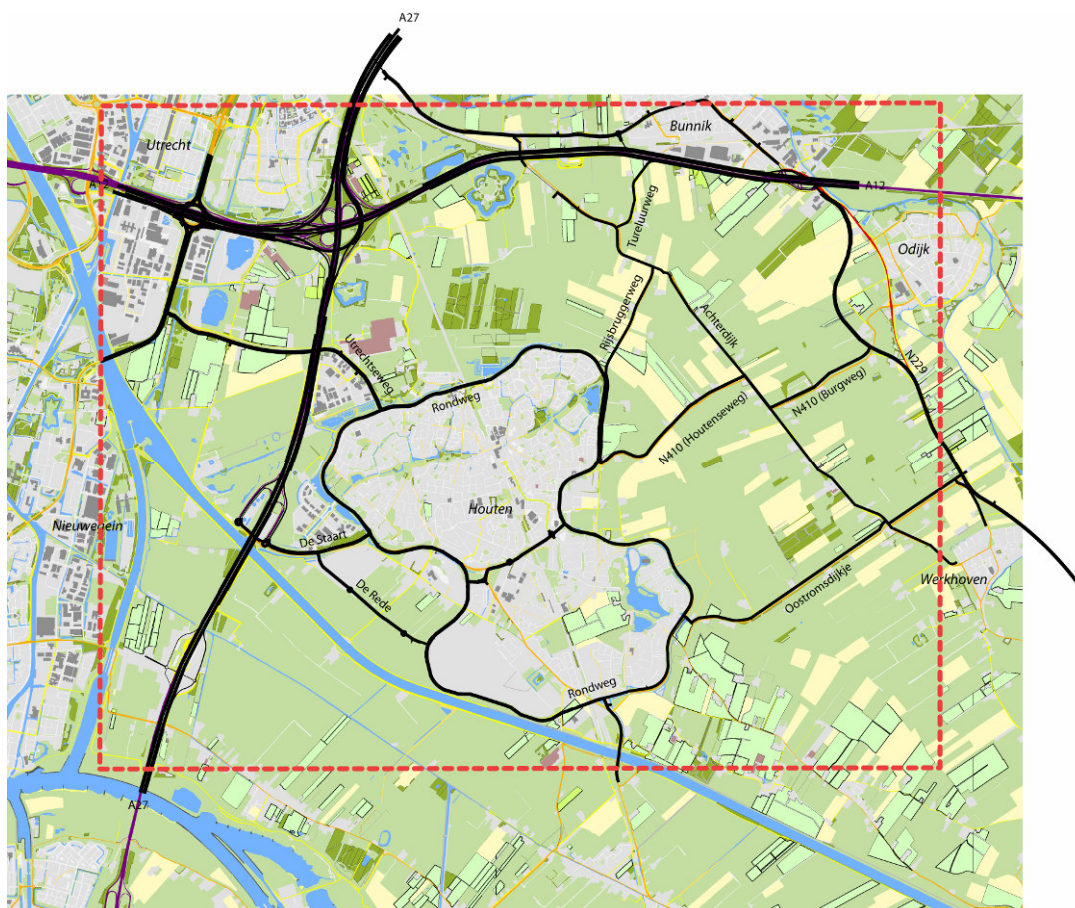 A27
Utrecht
Bunnik
A
A12
Tureluurweg
Odijk
Rijsbruggerweg
Achterdijk
Utrechtseweg
N229
Rondweg
N410 (Burgweg)
N410 (Houtenseweg)
Houten
Nieuwegein
De Staart
De Rede
Oostromsdijkje
Werkhoven
Rondweg
A27